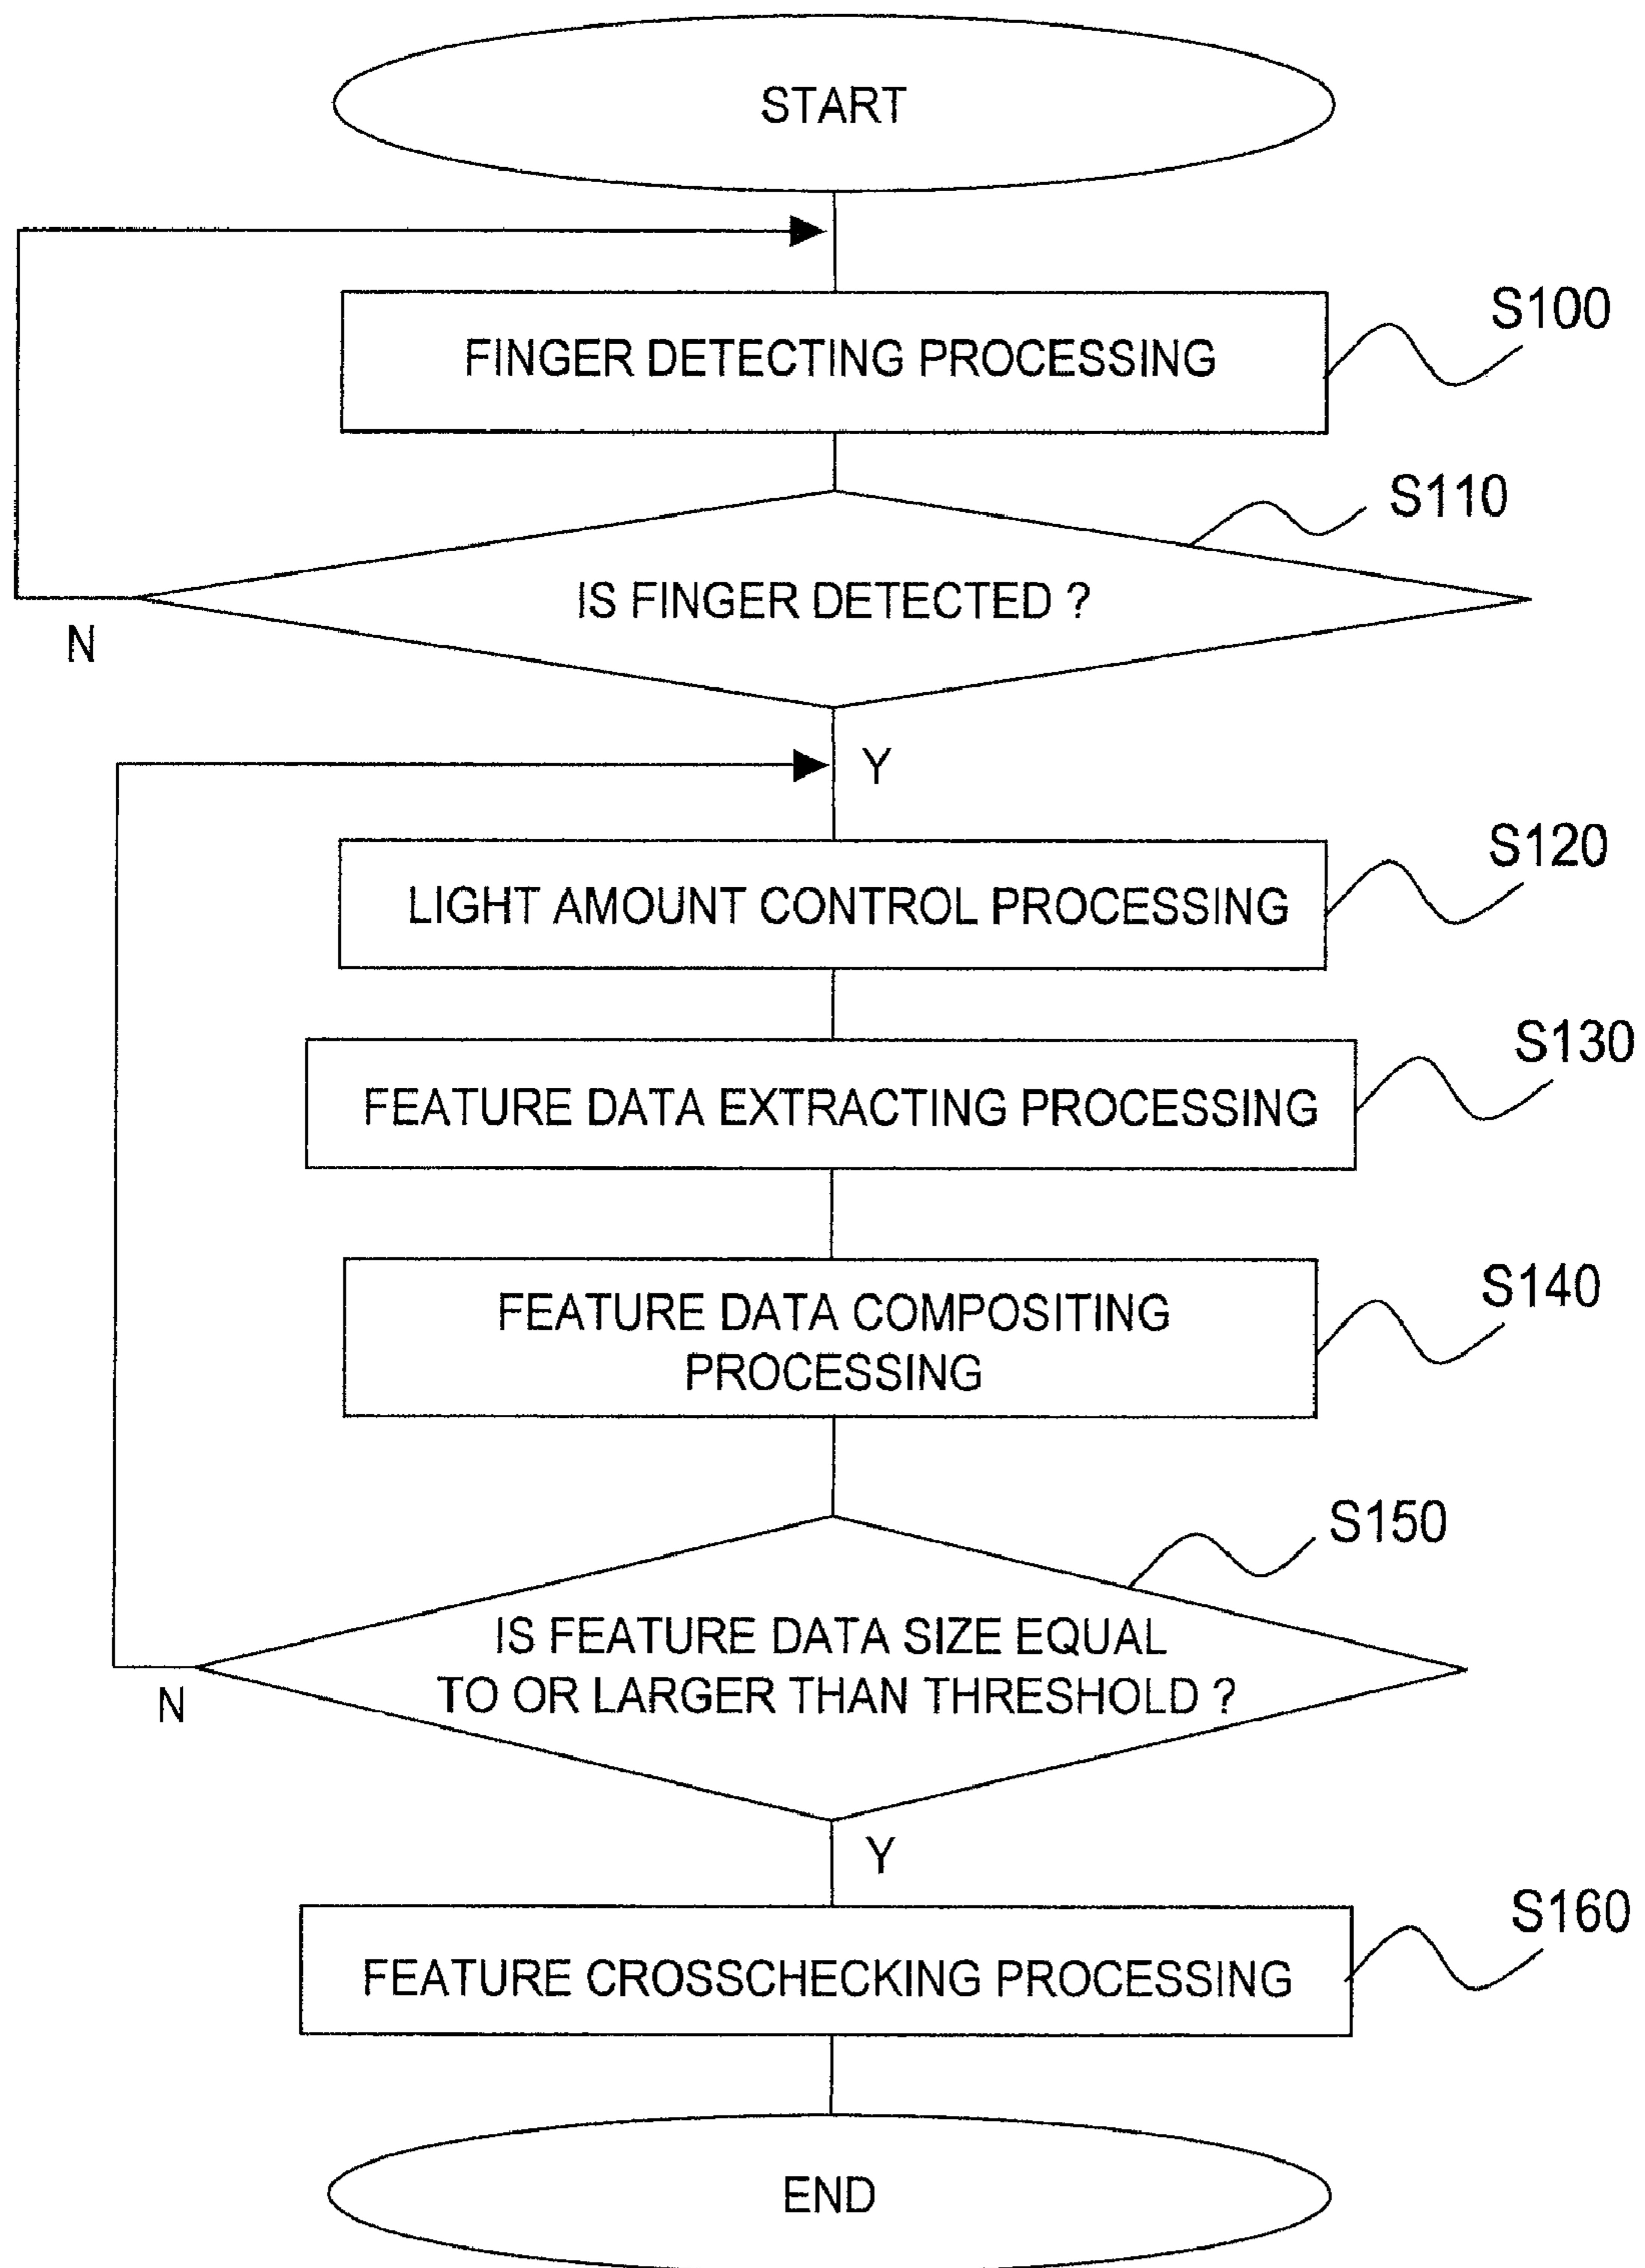 START
FINGER DETECTING PROCESSING
S100
S110
IS FINGER DETECTED ?
N
Y
LIGHT AMOUNT CONTROL PROCESSING
S120
FEATURE DATA EXTRACTING PROCESSING
S130
FEATURE DATA COMPOSITING
PROCESSING
S140
S150
IS FEATURE DATA SIZE EQUAL
TO OR LARGER THAN THRESHOLD ?
N
Y
FEATURE CROSSCHECKING PROCESSING
S160
END